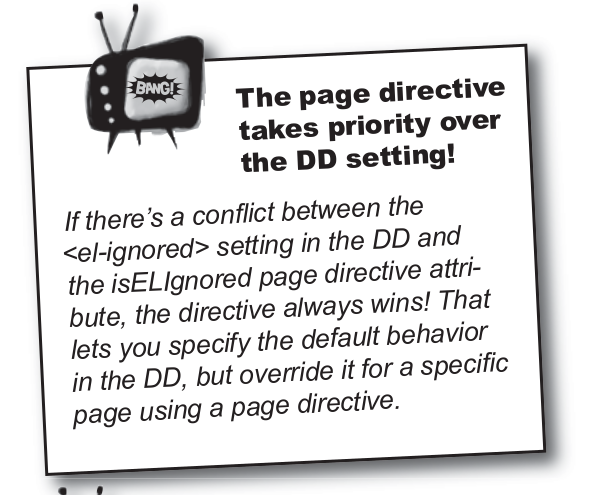 BANG!
The page directive
takes priority over
the DD setting!
If there’s a conflict between the
<el-ignored> setting in the DD and
the isELIgnored page directive attri-
bute, the directive always wins! That
lets you specify the default behavior
in the DD, but override it for a specific
page using a page directive.